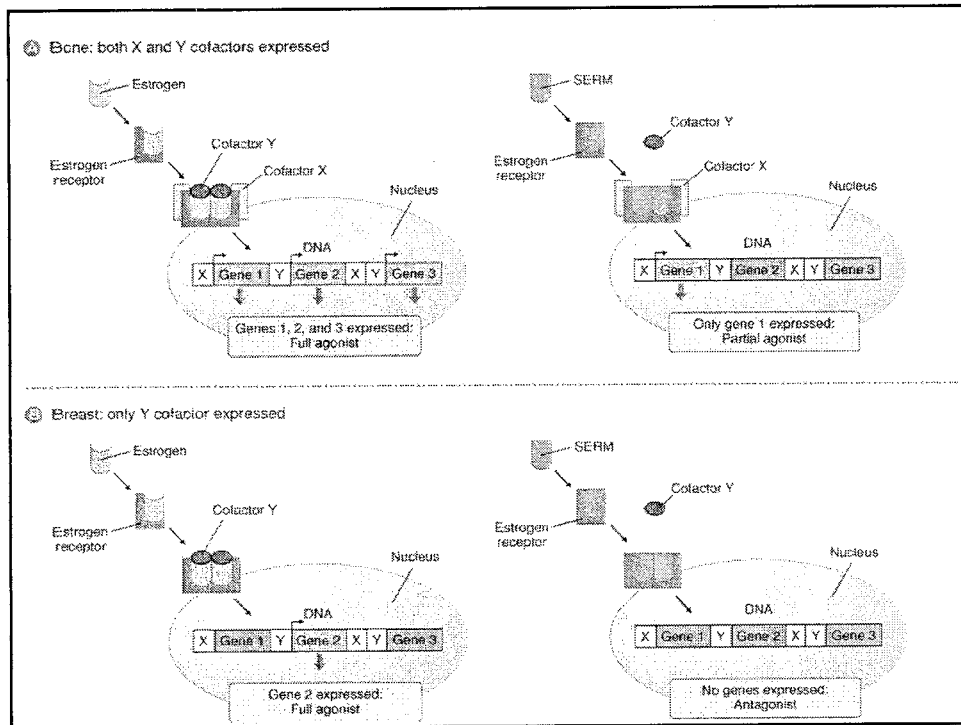 A Bone: both X and Y cofactors expressed
Estrogen
Estrogen
receptor
Cofactor Y
Cofactor X
Nucleus
DNA
X Gene 1 Y Gene 2 X Y Gene 3
Genes 1, 2, and 3 expressed:
Full agonist
SERM
Cofactor Y
Estrogen
receptor
Cofactor X
Nucleus
DNA
X Gene 1 Y Gene 2 X Y Gene 3
Only gene 1 expressed:
Partial agonist
B Breast: only Y cofactor expressed
Estrogen
Estrogen
receptor
Cofactor Y
Nucleus
DNA
X Gene 1 Y Gene 2 X Y Gene 3
Gene 2 expressed:
Full agonist
SERM
Cofactor Y
Estrogen
receptor
Nucleus
DNA
X Gene 1 Y Gene 2 X Y Gene 3
No genes expressed:
Antagonist